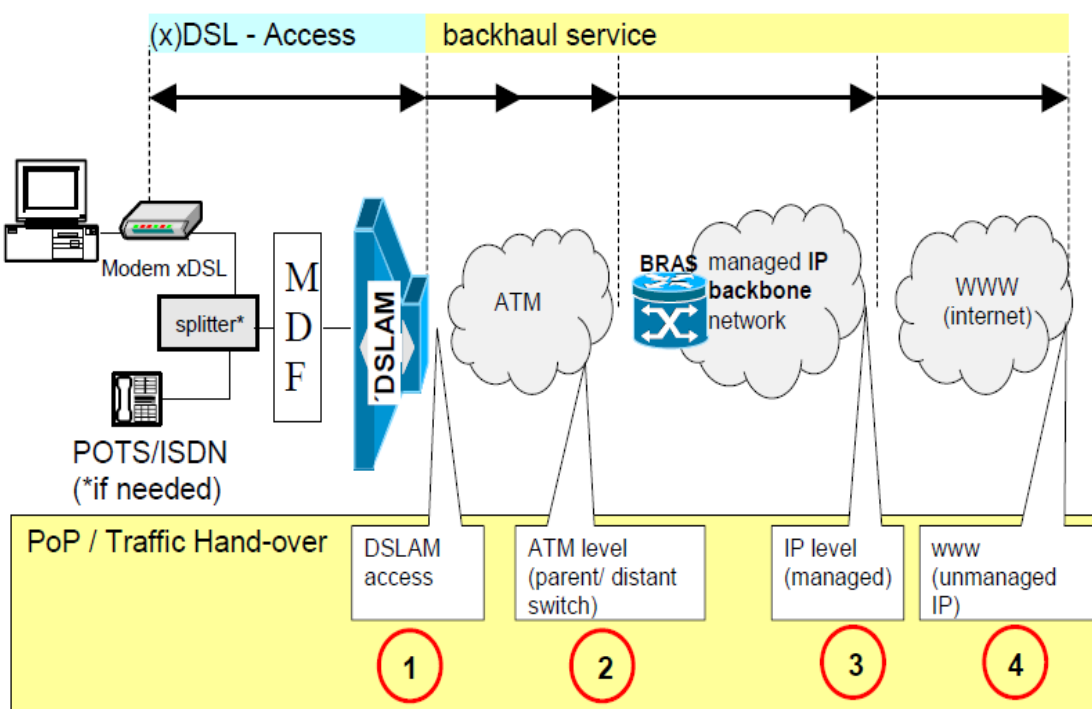 (x)DSL - Access
backhaul service
Modem xDSL
splitter*
POTS/ISDN
(*if needed)
M
D
F
´DSLAM
ATM
BRAS
managed IP
backbone
network
WWW
(internet)
PoP / Traffic Hand-over
DSLAM
access
ATM level
(parent/ distant
switch)
IP level
(managed)
www
(unmanaged
IP)
1
2
3
4